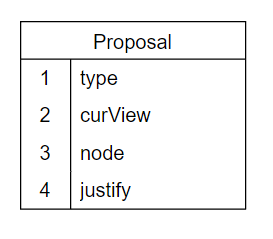 Proposal
1 type
2 curView
3 node
4 justify